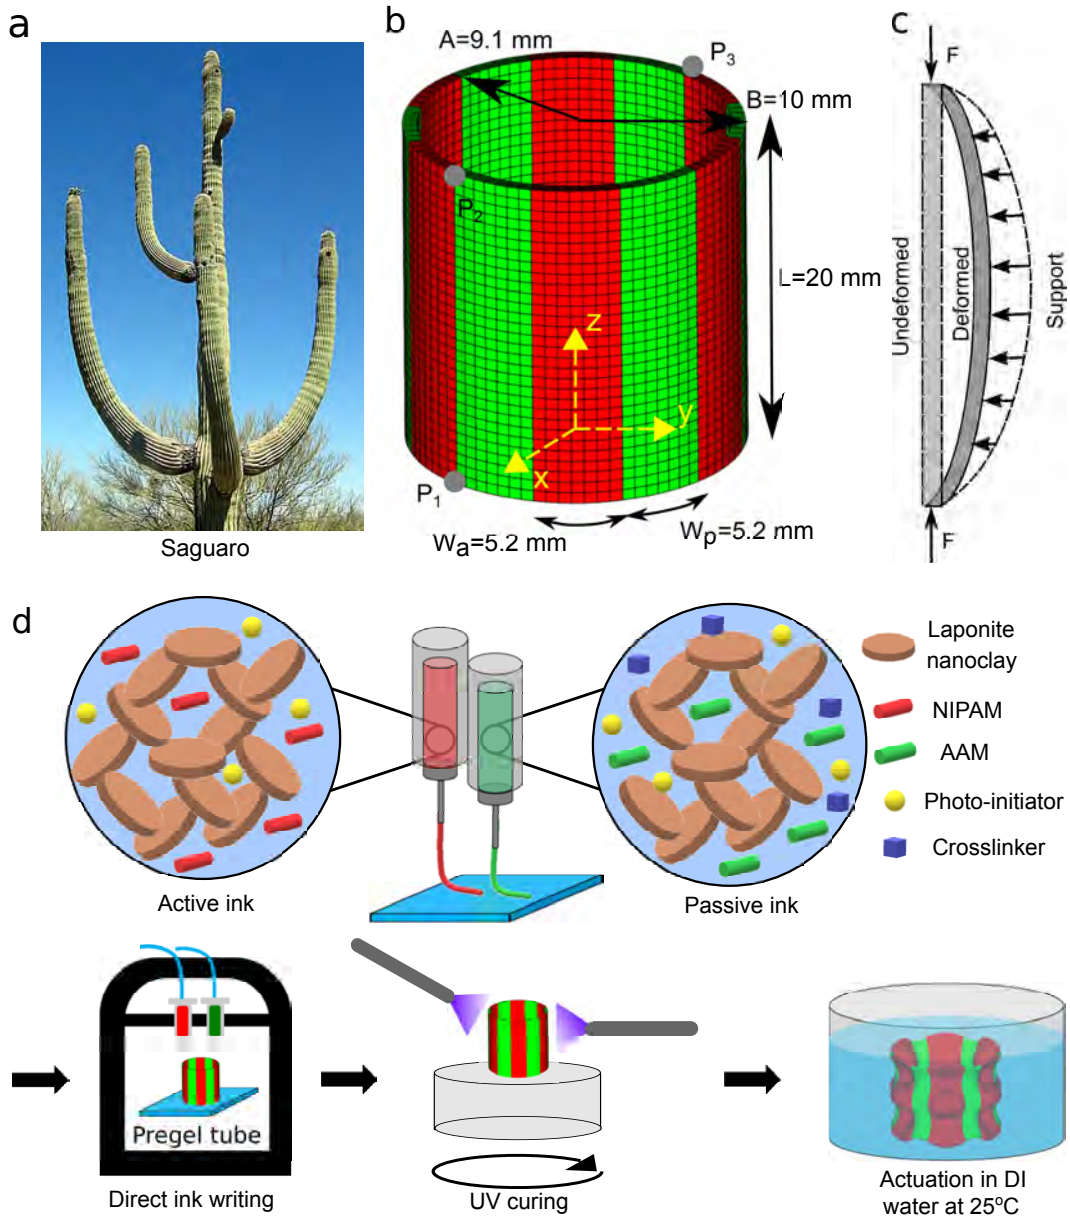 a
Saguaro
b
A=9.1 mm
P3
B=10 mm
P2
L=20 mm
z
y
x
P1
Wa=5.2 mm
Wp=5.2 mm
c
F
Undeformed
Deformed
Support
F
d
Active ink
Passive ink
Laponite
nanoclay
NIPAM
AAM
Photo-initiator
Crosslinker
Pregel tube
Direct ink writing
UV curing
Actuation in DI
water at 25°C